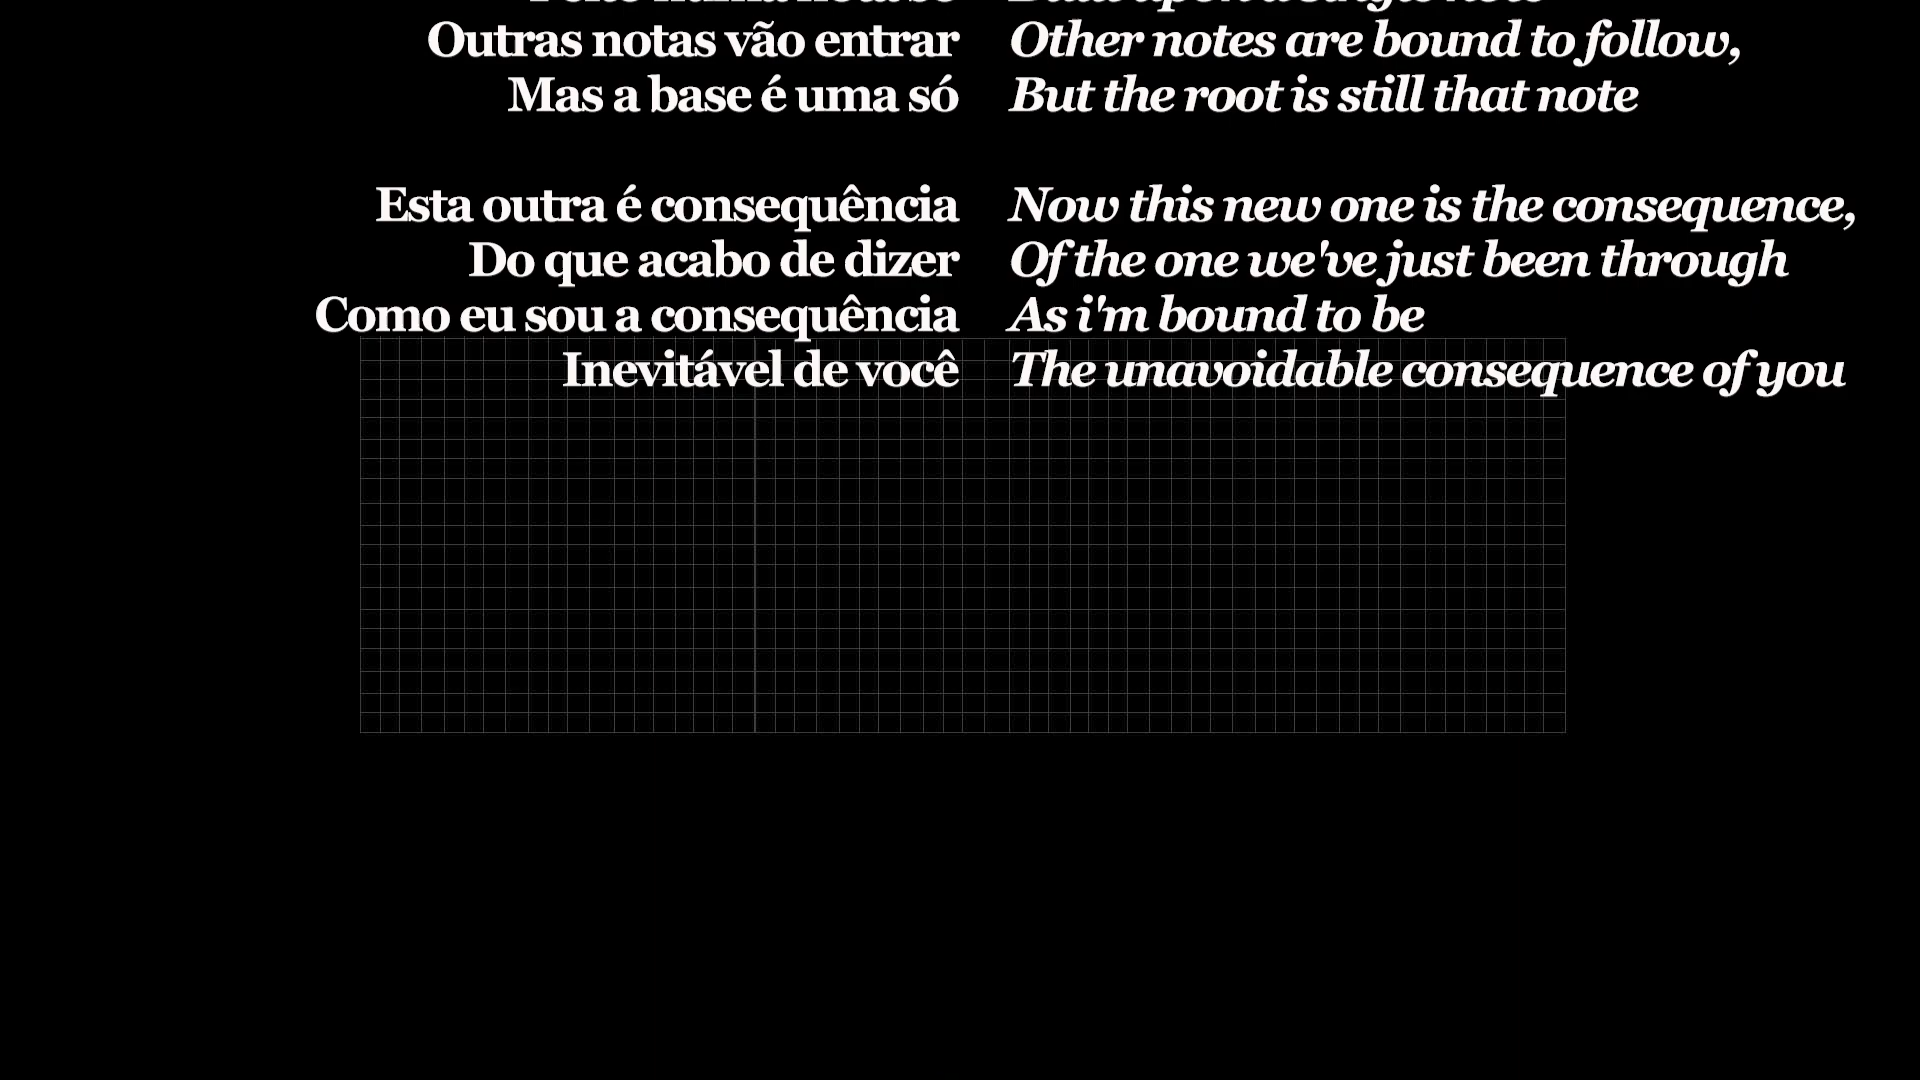 Outras notas vão entrar Other notes are bound to follow,
Mas a base é uma só But the root is still that note
Esta outra é consequência Now this new one is the consequence,
Do que acabo de dizer Of the one we've just been through
Como eu sou a consequência As i'm bound to be
Inevitável de você The unavoidable consequence of you